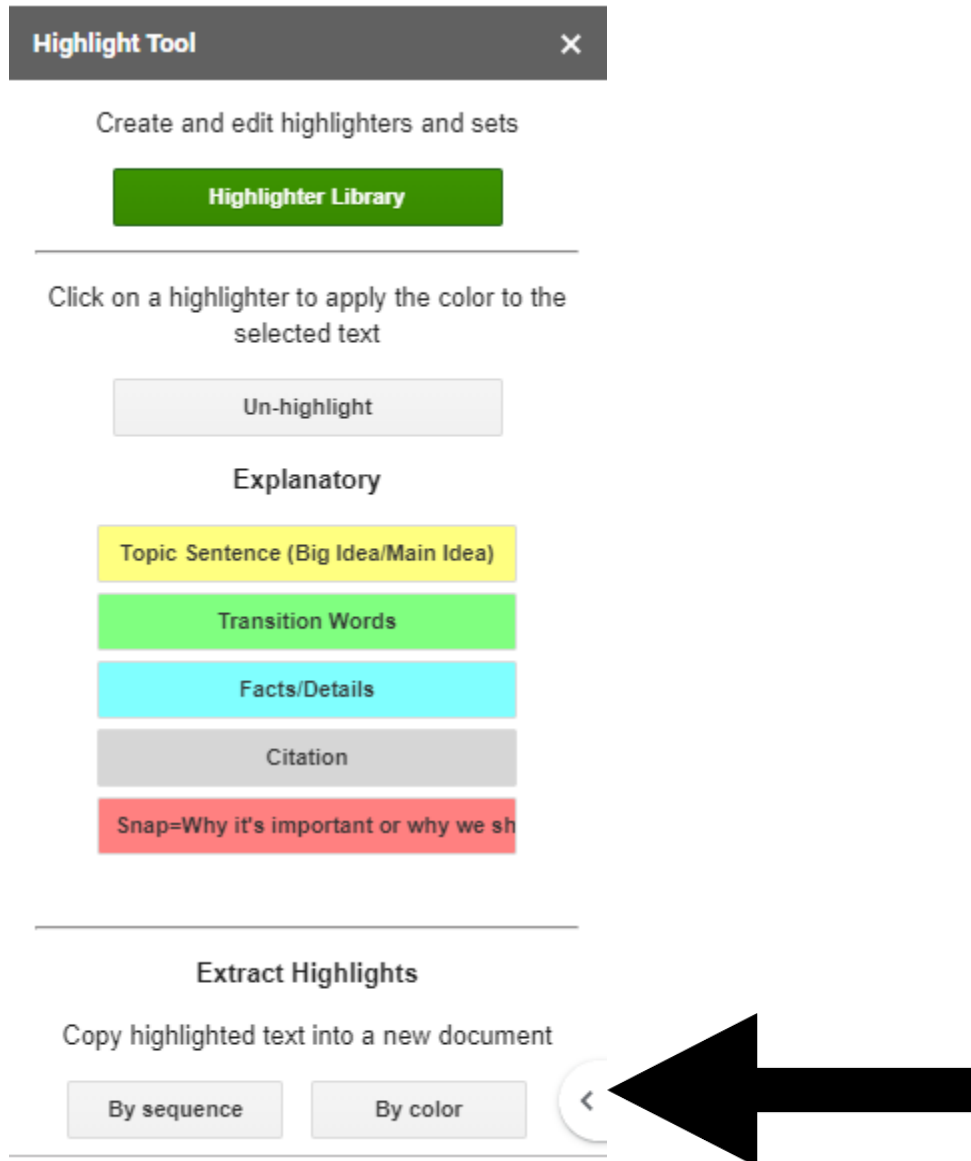 Highlight Tool
Create and edit highlighters and sets
Highlighter Library
Click on a highlighter to apply the color to the
selected text
Un-highlight
Explanatory
Topic Sentence (Big Idea/Main Idea)
Transition Words
Facts/Details
Citation
Snap=Why it's important or why we sh
Extract Highlights
Copy highlighted text into a new document
By sequence By color